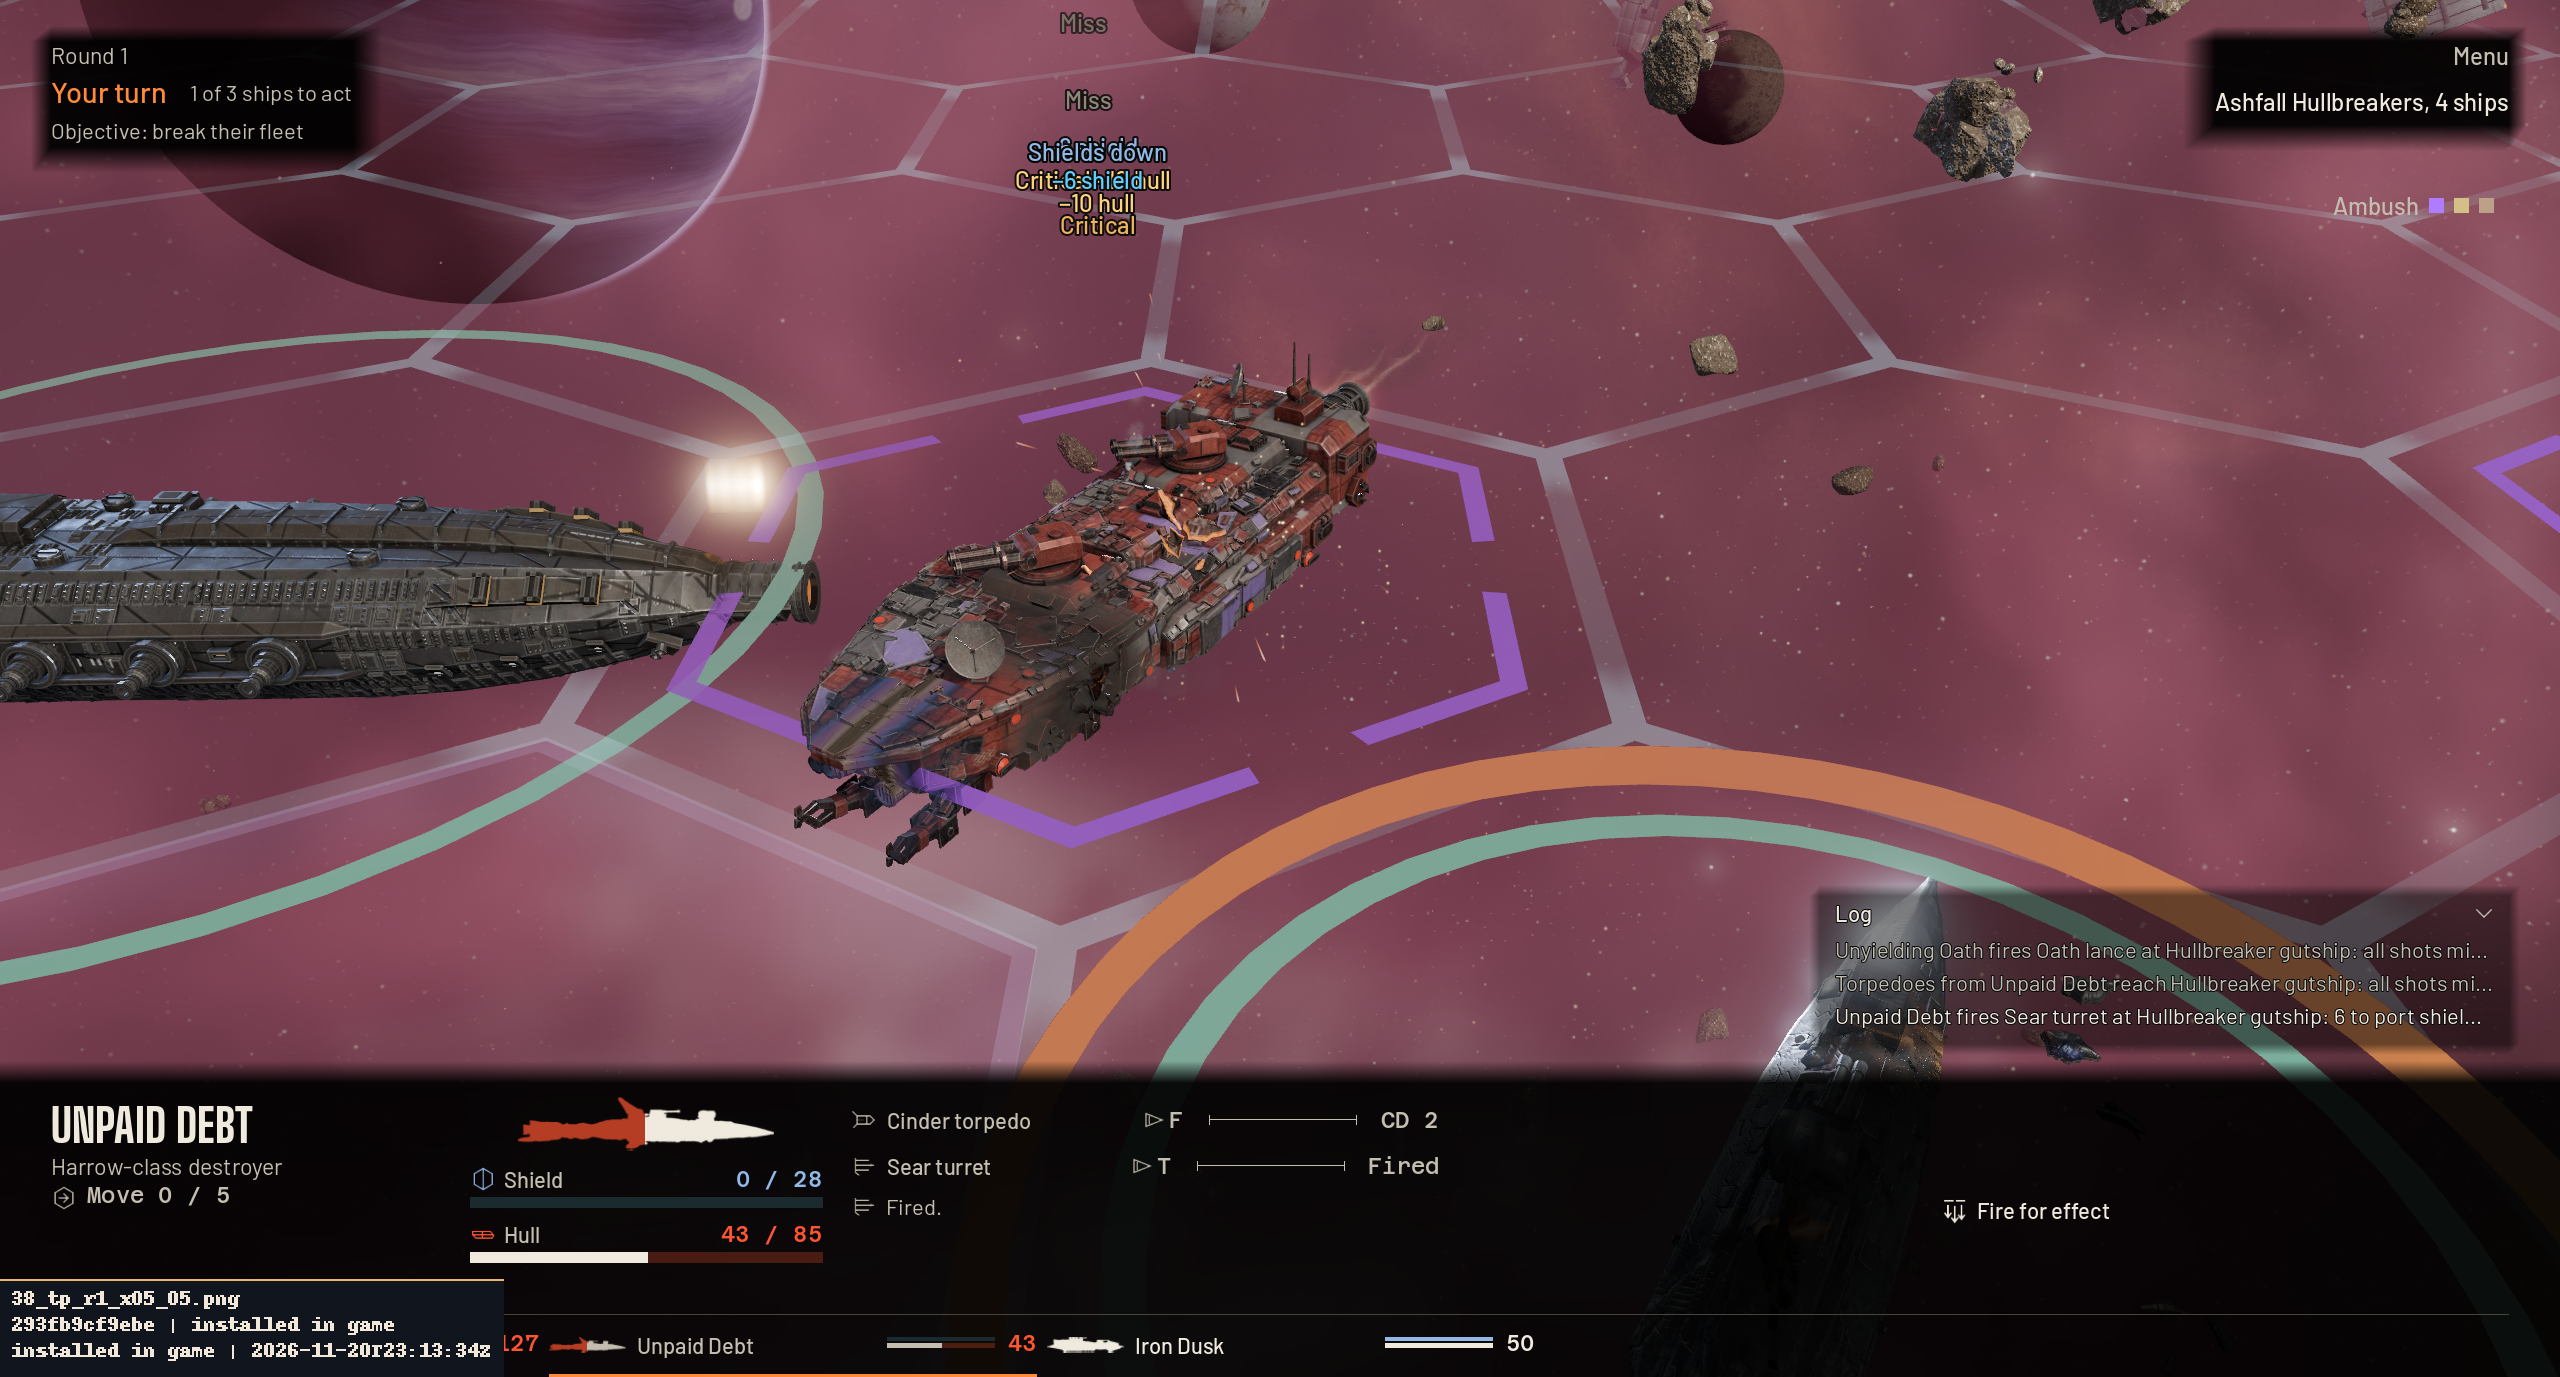 Round 1
Your turn 1 of 3 ships to act
Objective: break their fleet
Menu
Ashfall Hullbreakers, 4 ships
Ambush
Miss
Miss
Shields down
-6 shield
-10 hull
Critical
Log
Unyielding Oath fires Oath lance at Hullbreaker gutship: all shots mi...
Torpedoes from Unpaid Debt reach Hullbreaker gutship: all shots mi...
Unpaid Debt fires Sear turret at Hullbreaker gutship: 6 to port shiel...
UNPAID DEBT
Harrow-class destroyer
Move 0 / 5
Shield 0 / 28
Hull 43 / 85
Cinder torpedo F CD 2
Sear turret T Fired
Fired.
Fire for effect
38_tp_r1_x05_05.png
293fb9cf9ebe | installed in game
installed in game | 2026-11-20T23:13:34Z
127 Unpaid Debt 43 Iron Dusk 50